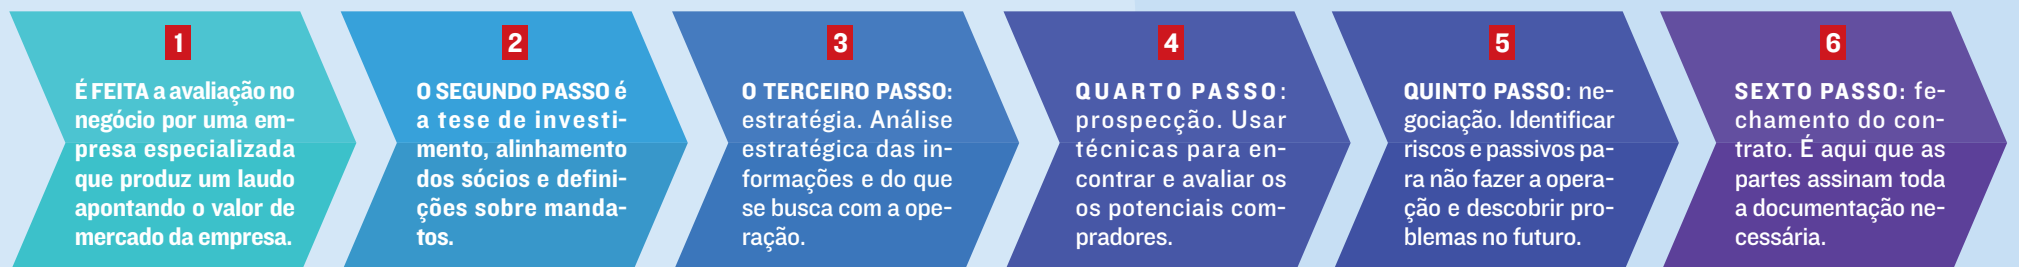 1
É FEITA a avaliação no
negócio por uma em-
presa especializada
que produz um laudo
apontando o valor de
mercado da empresa.
2
O SEGUNDO PASSO é
a tese de investi-
mento, alinhamento
dos sócios e defini-
ções sobre manda-
tos.
3
O TERCEIRO PASSO:
estratégia. Análise
estratégica das in-
formações e do que
se busca com a ope-
ração.
4
QUARTO PASSO:
prospecção. Usar
técnicas para en-
contrar e avaliar os
os potenciais com-
pradores.
5
QUINTO PASSO: ne-
gociação. Identificar
riscos e passivos pa-
ra não fazer a opera-
ção e descobrir pro-
blemas no futuro.
6
SEXTO PASSO: fe-
chamento do con-
trato. É aqui que as
partes assinam toda
a documentação ne-
cessária.